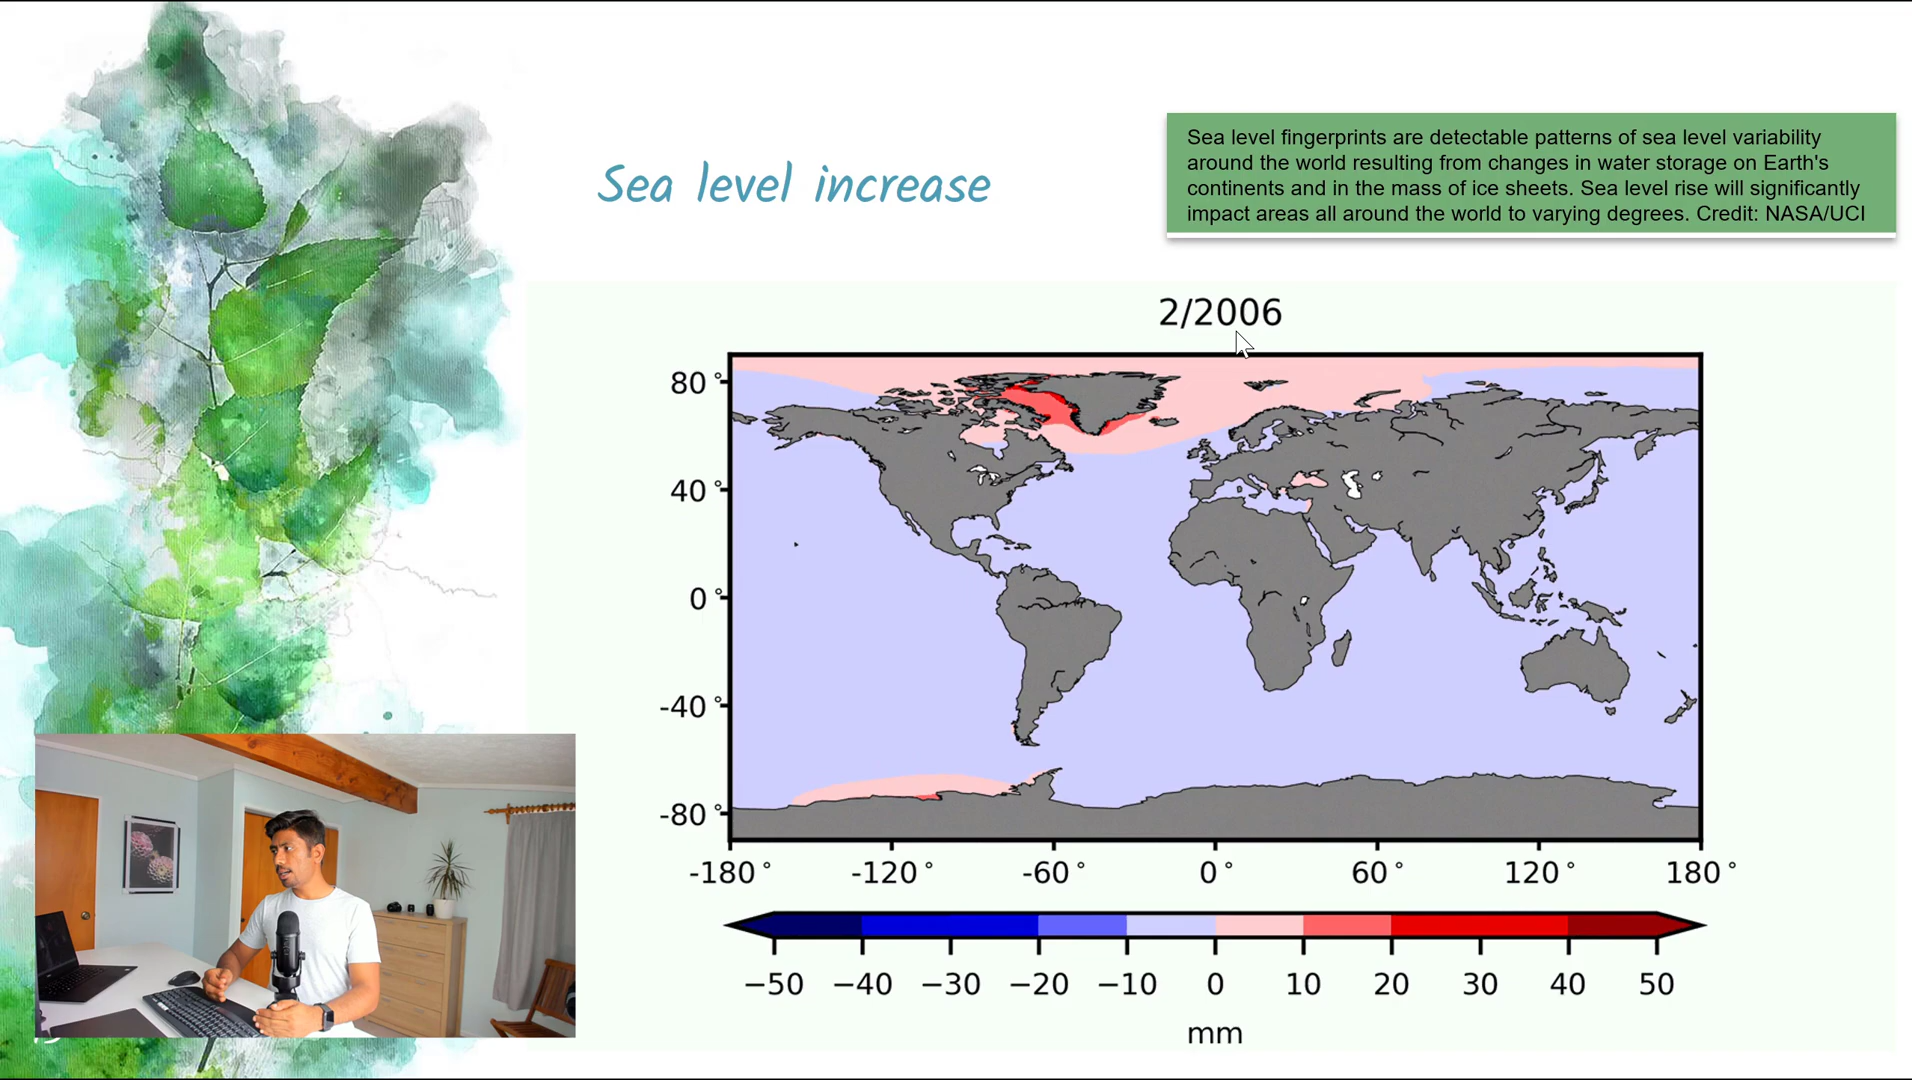 Sea level increase
Sea level fingerprints are detectable patterns of sea level variability
around the world resulting from changes in water storage on Earth's
continents and in the mass of ice sheets. Sea level rise will significantly
impact areas all around the world to varying degrees. Credit: NASA/UCI
2/2006
80°
40°
0°
-40°
-80°
-180° -120° -60° 0° 60° 120° 180°
−50 −40 −30 −20 −10 0 10 20 30 40 50
mm